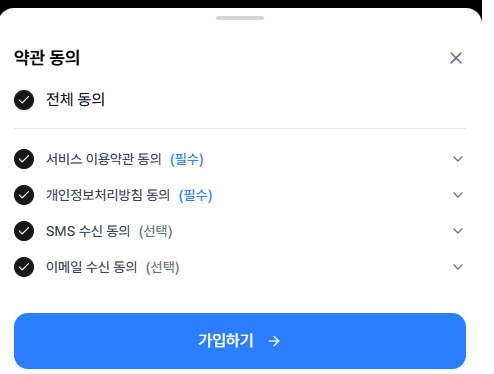 약관 동의
전체 동의
서비스 이용약관 동의 (필수)
개인정보처리방침 동의 (필수)
SMS 수신 동의 (선택)
이메일 수신 동의 (선택)
가입하기 →